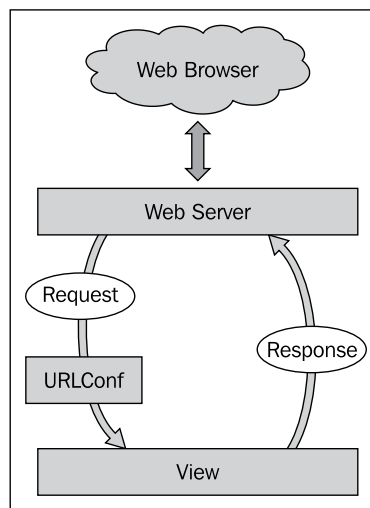 Web Browser
Web Server
Request
Response
URLConf
View